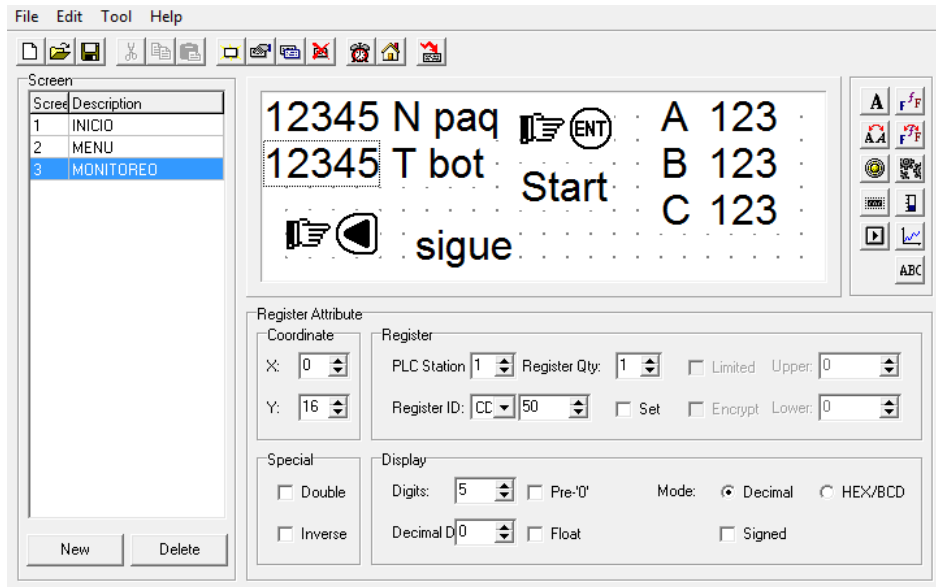 File Edit Tool Help
Screen
Scree Description
1 INICIO
2 MENU
3 MONITOREO
New Delete
12345 N paq ENT A 123
12345 T bot B 123
Start
C 123
sigue
A F f F
A A F F
ABC
Register Attribute
Coordinate
X: 0
Y: 16
Register
PLC Station 1 Register Qty: 1 Limited Upper: 0
Register ID: CD 50 Set Encrypt Lower: 0
Special
Double
Inverse
Display
Digits: 5 Pre-'0' Mode: Decimal HEX/BCD
Decimal D 0 Float Signed